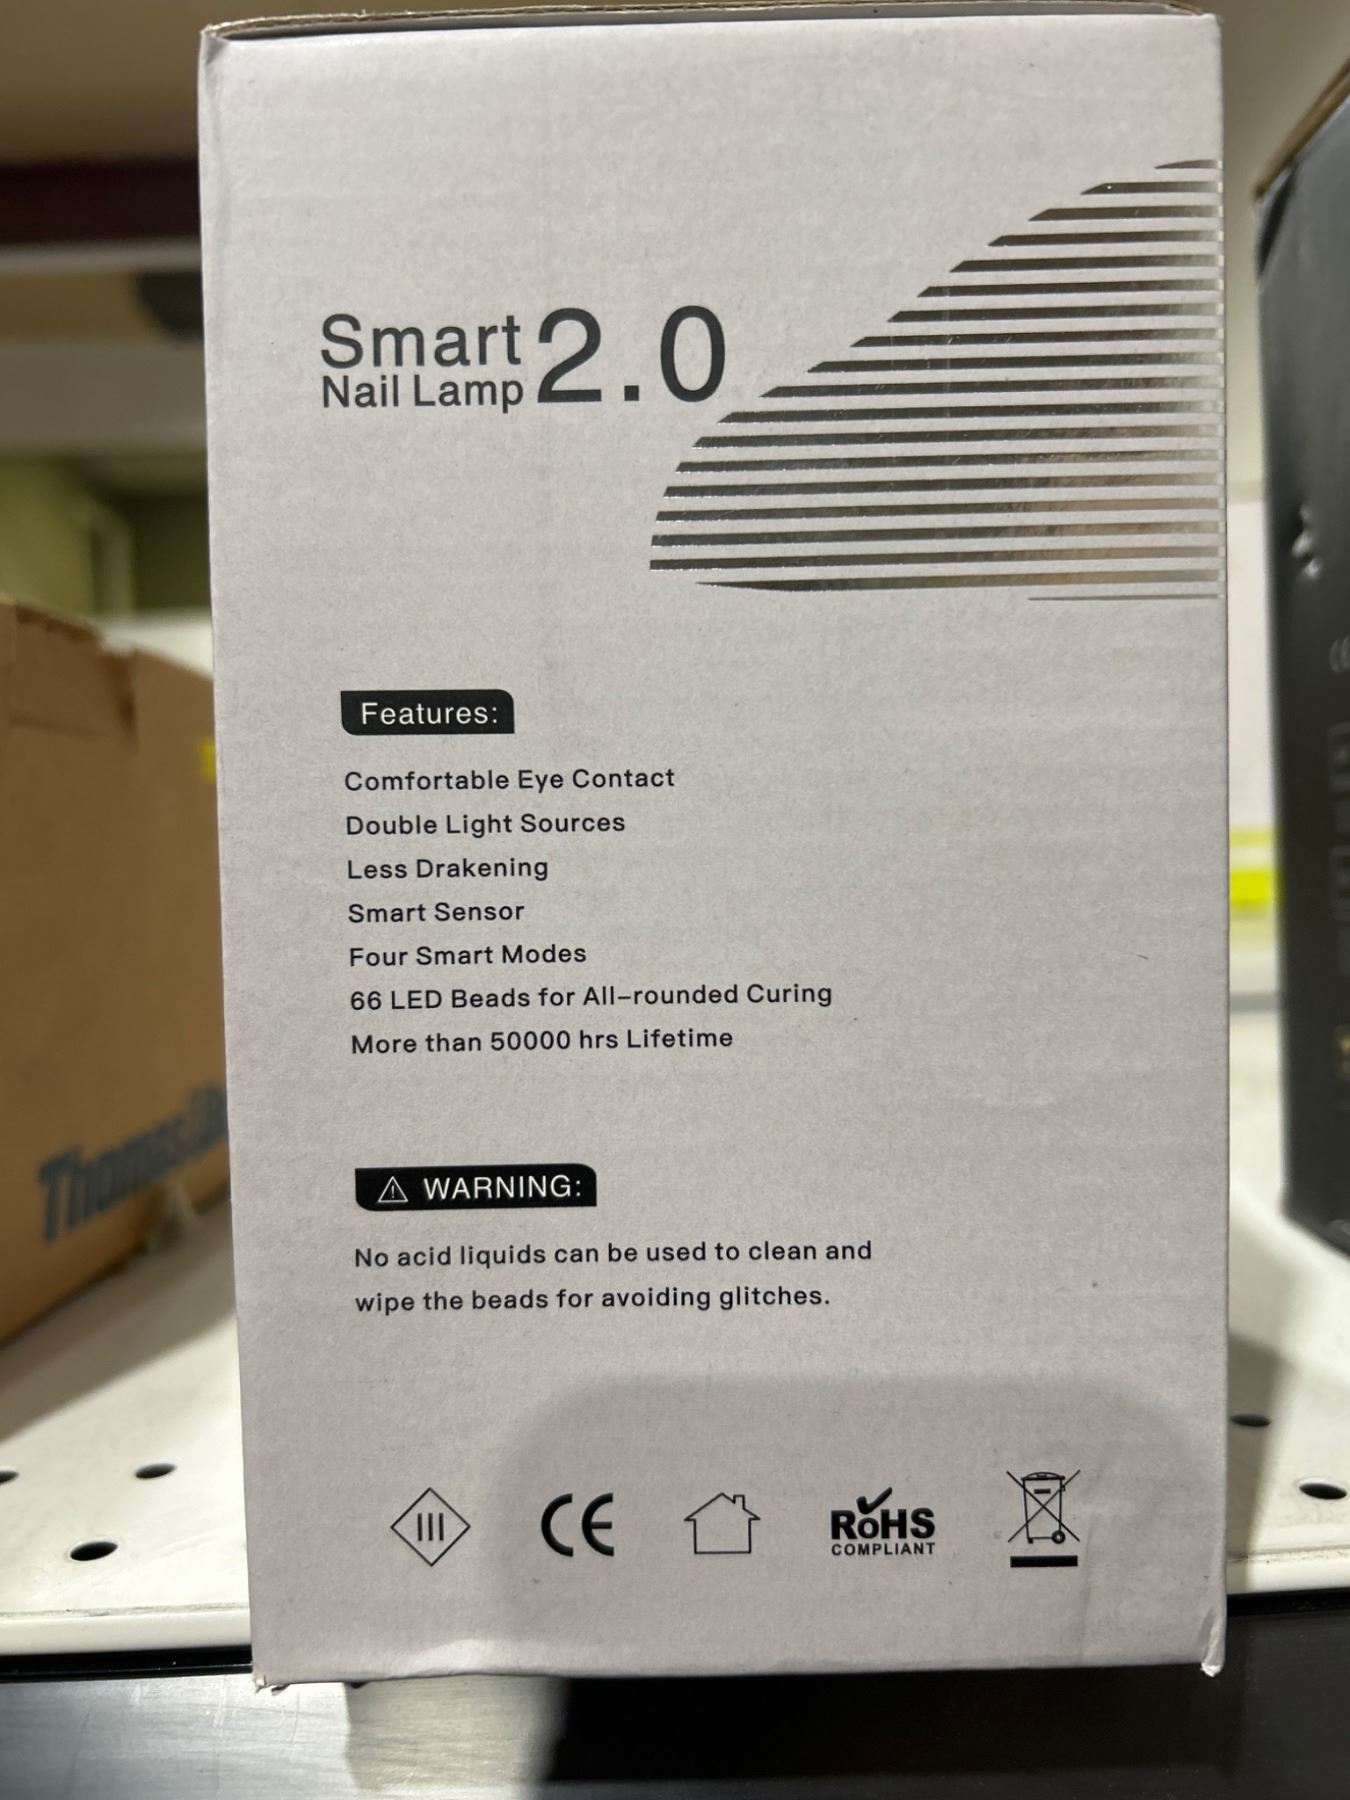 Smart
Nail Lamp 2.0
Features:
Comfortable Eye Contact
Double Light Sources
Less Drakening
Smart Sensor
Four Smart Modes
66 LED Beads for All-rounded Curing
More than 50000 hrs Lifetime
WARNING:
No acid liquids can be used to clean and
wipe the beads for avoiding glitches.
III
CE
RoHS
COMPLIANT
Thomas